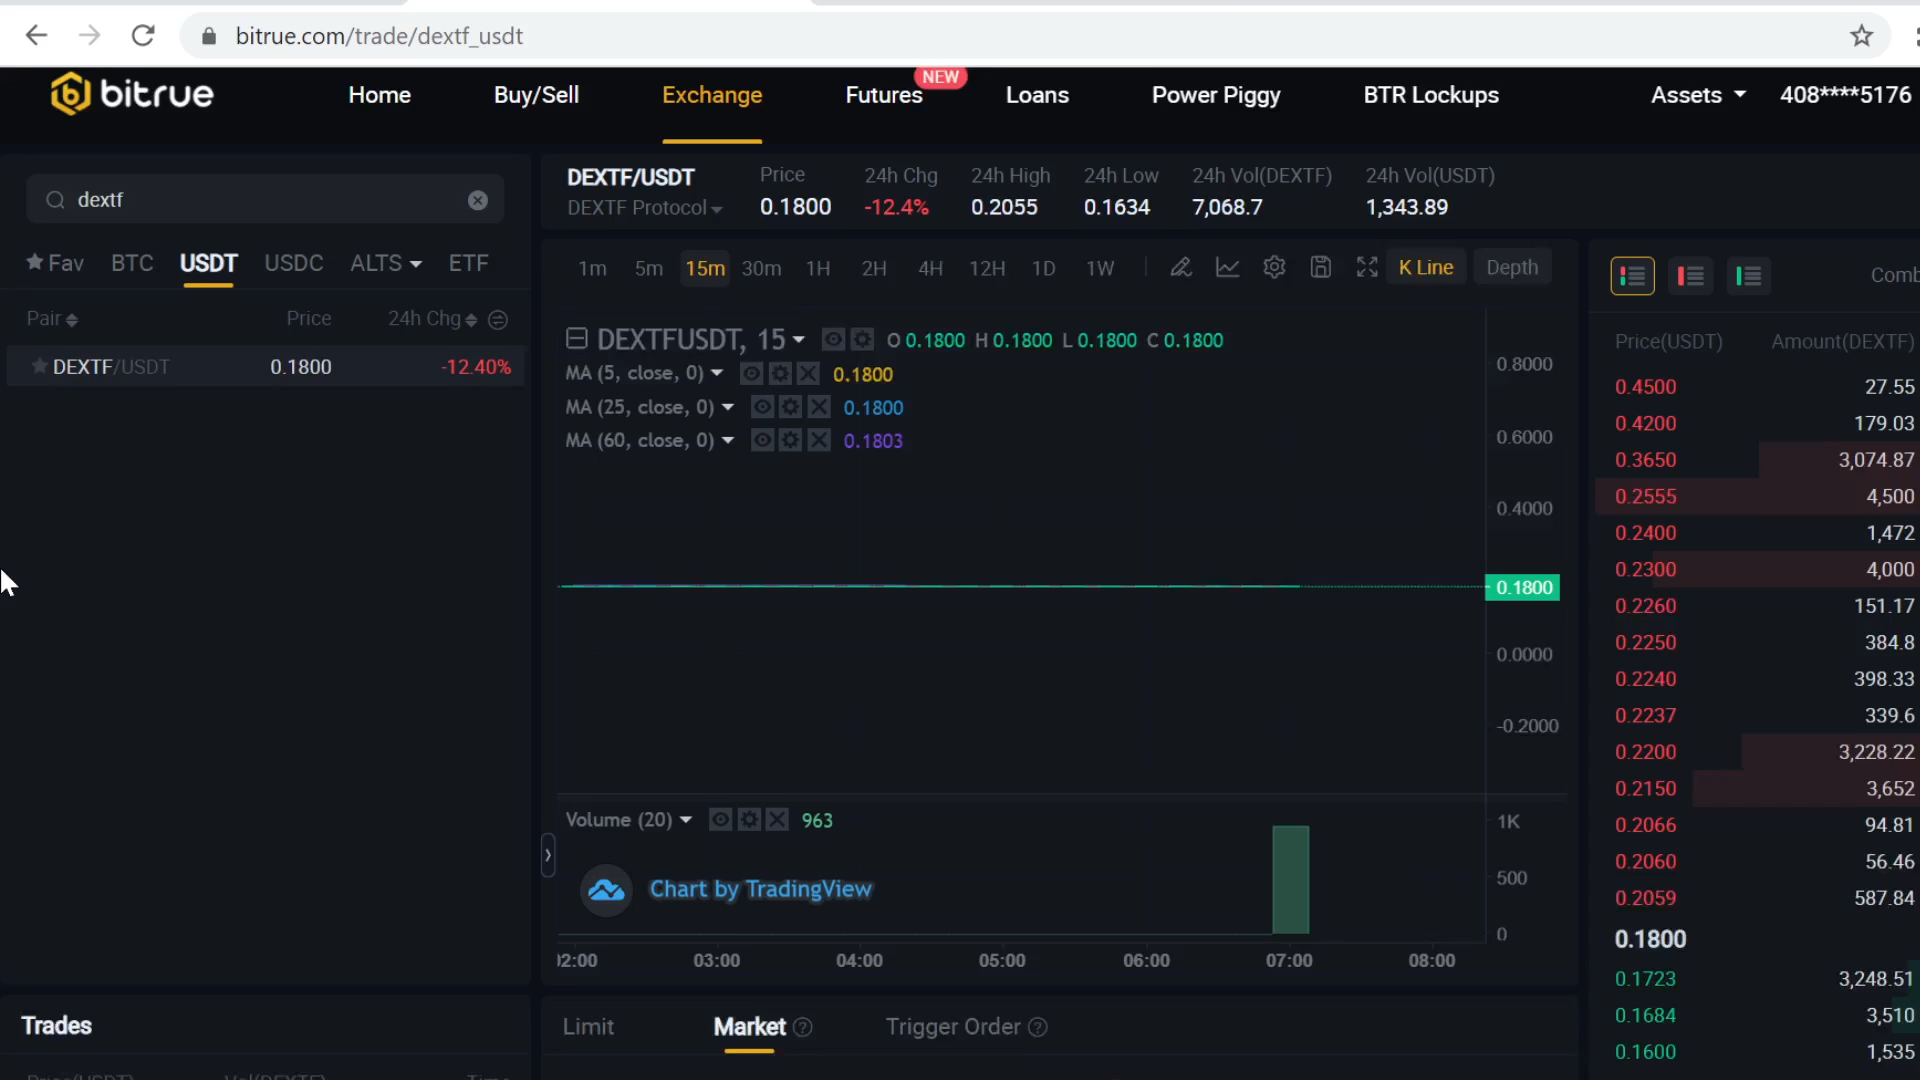 bitrue.com/trade/dextf_usdt
bitrue
Home
Buy/Sell
Exchange
Futures
NEW
Loans
Power Piggy
BTR Lockups
Assets
408****5176
dextf
Fav
BTC
USDT
USDC
ALTS
ETF
Pair
Price
24h Chg
DEXTF/USDT
0.1800
-12.40%
DEXTF/USDT
DEXTF Protocol
Price
0.1800
24h Chg
-12.4%
24h High
0.2055
24h Low
0.1634
24h Vol(DEXTF)
7,068.7
24h Vol(USDT)
1,343.89
1m 5m 15m 30m 1H 2H 4H 12H 1D 1W
K Line
Depth
DEXTFUSDT, 15
O 0.1800 H 0.1800 L 0.1800 C 0.1800
MA (5, close, 0) 0.1800
MA (25, close, 0) 0.1800
MA (60, close, 0) 0.1803
0.8000
0.6000
0.4000
0.1800
0.0000
-0.2000
Volume (20) 963
1K
500
0
Chart by TradingView
03:00 04:00 05:00 06:00 07:00 08:00
Price(USDT) Amount(DEXTF)
0.4500 27.55
0.4200 179.03
0.3650 3,074.87
0.2555 4,500
0.2400 1,472
0.2300 4,000
0.2260 151.17
0.2250 384.8
0.2240 398.33
0.2237 339.6
0.2200 3,228.22
0.2150 3,652
0.2066 94.81
0.2060 56.46
0.2059 587.84
0.1800
0.1723 3,248.51
0.1684 3,510
0.1600 1,535
Trades
Limit
Market
Trigger Order